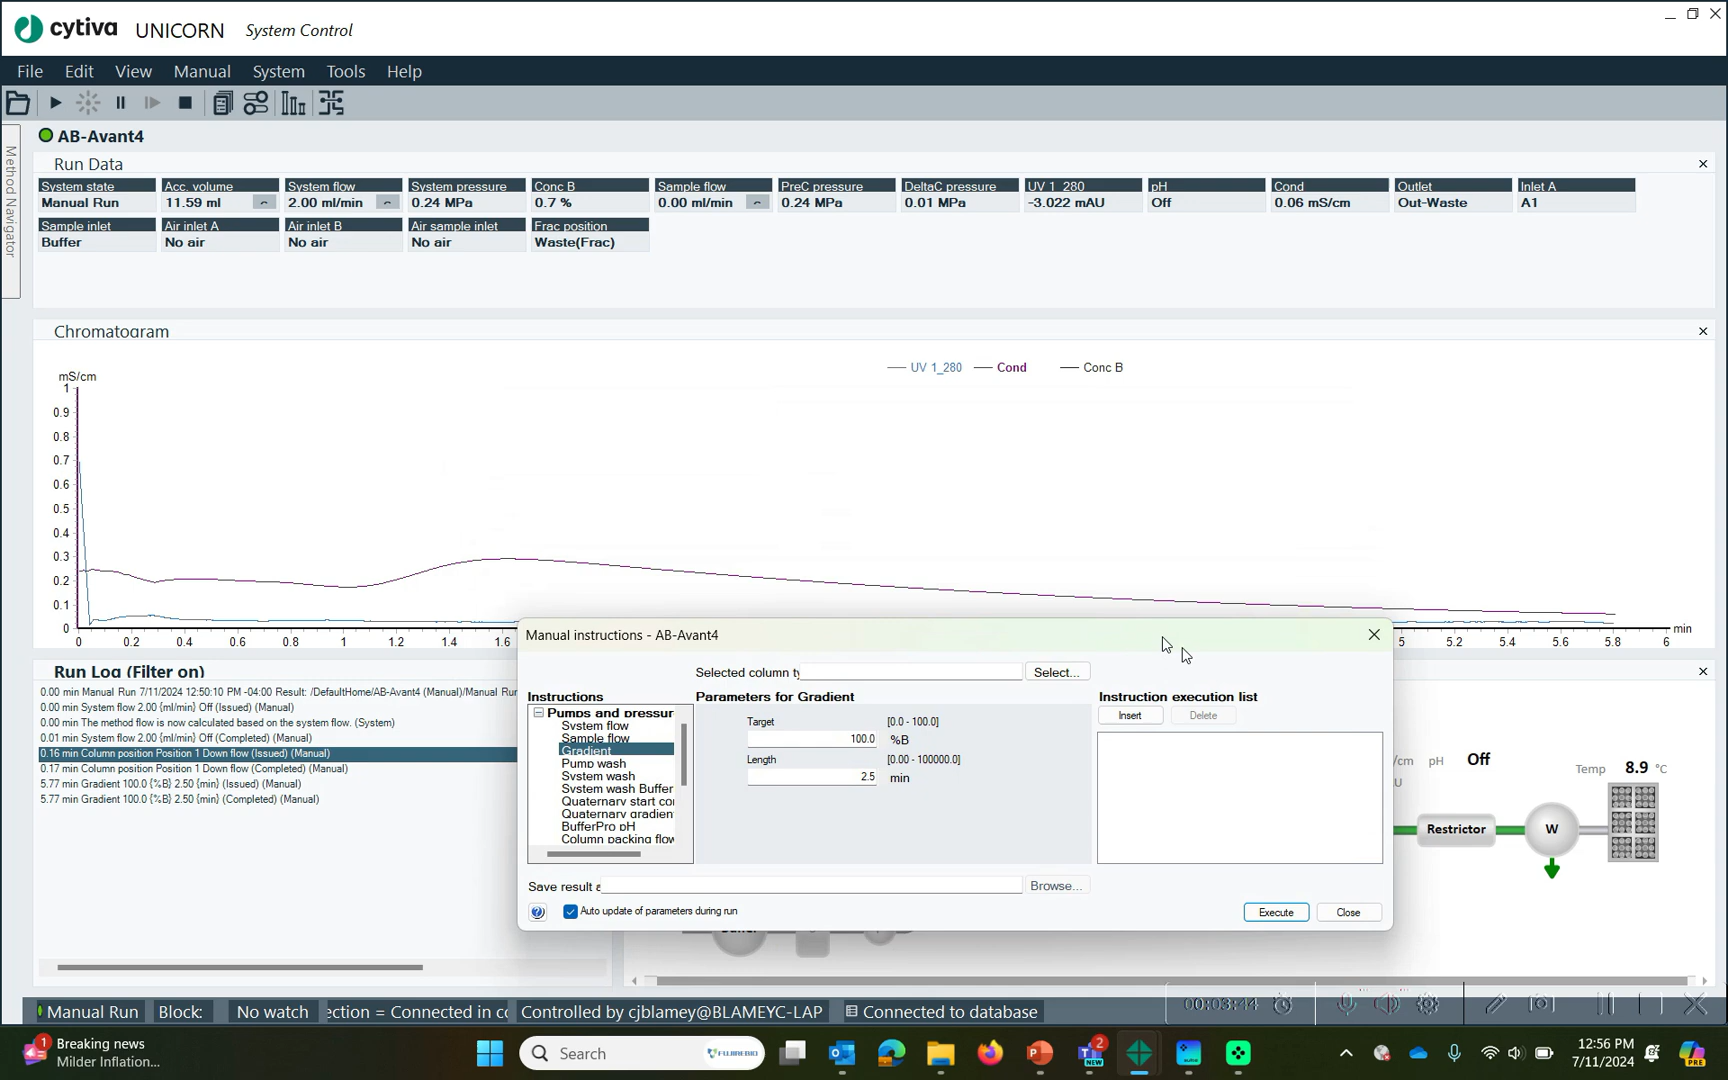 cytiva UNICORN System Control
File Edit View Manual System Tools Help
AB-Avant4
Method Navigator
Run Data
System state Acc. volume System flow System pressure Conc B Sample flow PreC pressure DeltaC pressure UV 1_280 pH Cond Outlet Inlet A
Manual Run 11.59 ml 2.00 ml/min 0.24 MPa 0.7 % 0.00 ml/min 0.24 MPa 0.01 MPa -3.022 mAU Off 0.06 mS/cm Out-Waste A1
Sample inlet Air inlet A Air inlet B Air sample inlet Frac position
Buffer No air No air No air Waste(Frac)
Chromatogram
UV 1_280 Cond Conc B
mS/cm
1
0.9
0.8
0.7
0.6
0.5
0.4
0.3
0.2
0.1
0
0 0.2 0.4 0.6 0.8 1 1.2 1.4 1.6 5 5.2 5.4 5.6 5.8 6 min
Run Log (Filter on)
0.00 min Manual Run 7/11/2024 12:50:10 PM -04:00 Result: /DefaultHome/AB-Avant4 (Manual)/Manual Run
0.00 min System flow 2.00 {ml/min} Off (Issued) (Manual)
0.00 min The method flow is now calculated based on the system flow. (System)
0.01 min System flow 2.00 {ml/min} Off (Completed) (Manual)
0.16 min Column position Position 1 Down flow (Issued) (Manual)
0.17 min Column position Position 1 Down flow (Completed) (Manual)
5.77 min Gradient 100.0 {%B} 2.50 {min} (Issued) (Manual)
5.77 min Gradient 100.0 {%B} 2.50 {min} (Completed) (Manual)
Manual instructions - AB-Avant4
Selected column ty Select...
Instructions
Pumps and pressur
System flow
Sample flow
Gradient
Pump wash
System wash
System wash Buffer
Quaternary start co
Quaternary gradien
BufferPro pH
Column packing flow
Parameters for Gradient
Target [0.0 - 100.0]
100.0 %B
Length [0.00 - 100000.0]
2.5 min
Instruction execution list
Insert Delete
Save result a Browse...
Auto update of parameters during run
Execute Close
/cm pH Off Temp 8.9 °C
U
Restrictor W
Manual Run Block: No watch ection = Connected in co Controlled by cjblamey@BLAMEYC-LAP Connected to database
00:03:44
1 Breaking news
Milder Inflation...
Search FUJIREBIO
2
NEW
12:56 PM
7/11/2024
PRE